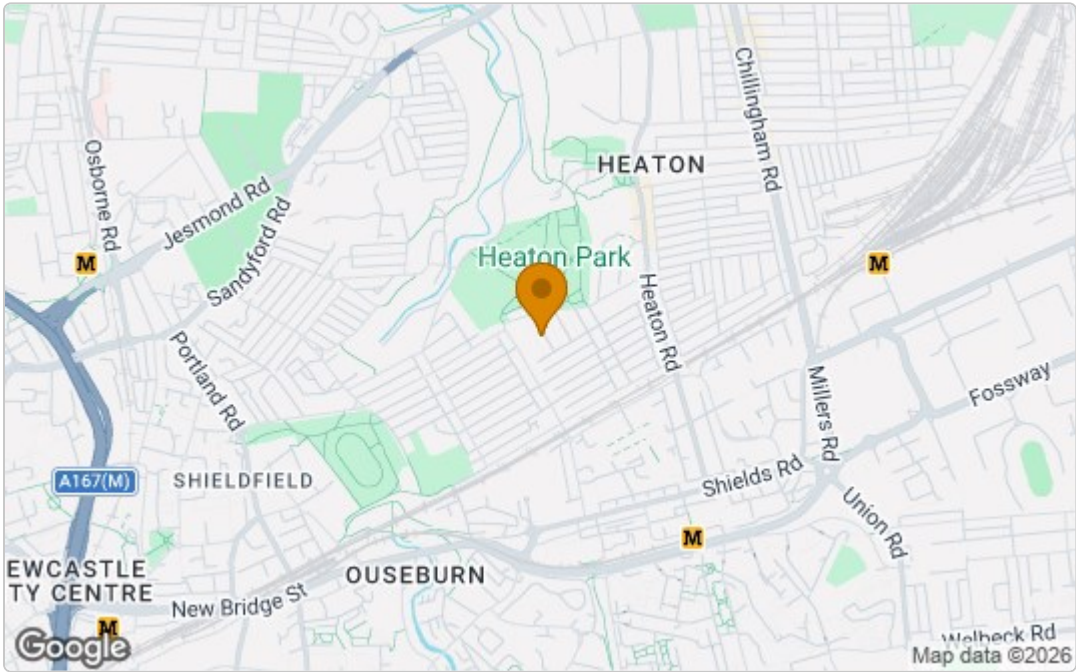 Chillingham Rd
HEATON
Osborne Rd
Jesmond Rd
Sandyford Rd
M
M
Heaton Park
Heaton Rd
Portland Rd
Millers Rd
Fossway
A167(M)
SHIELDFIELD
Shields Rd
Union Rd
M
EWCASTLE
TY CENTRE
OUSEBURN
New Bridge St
M
Welbeck Rd
Google
Map data ©2026